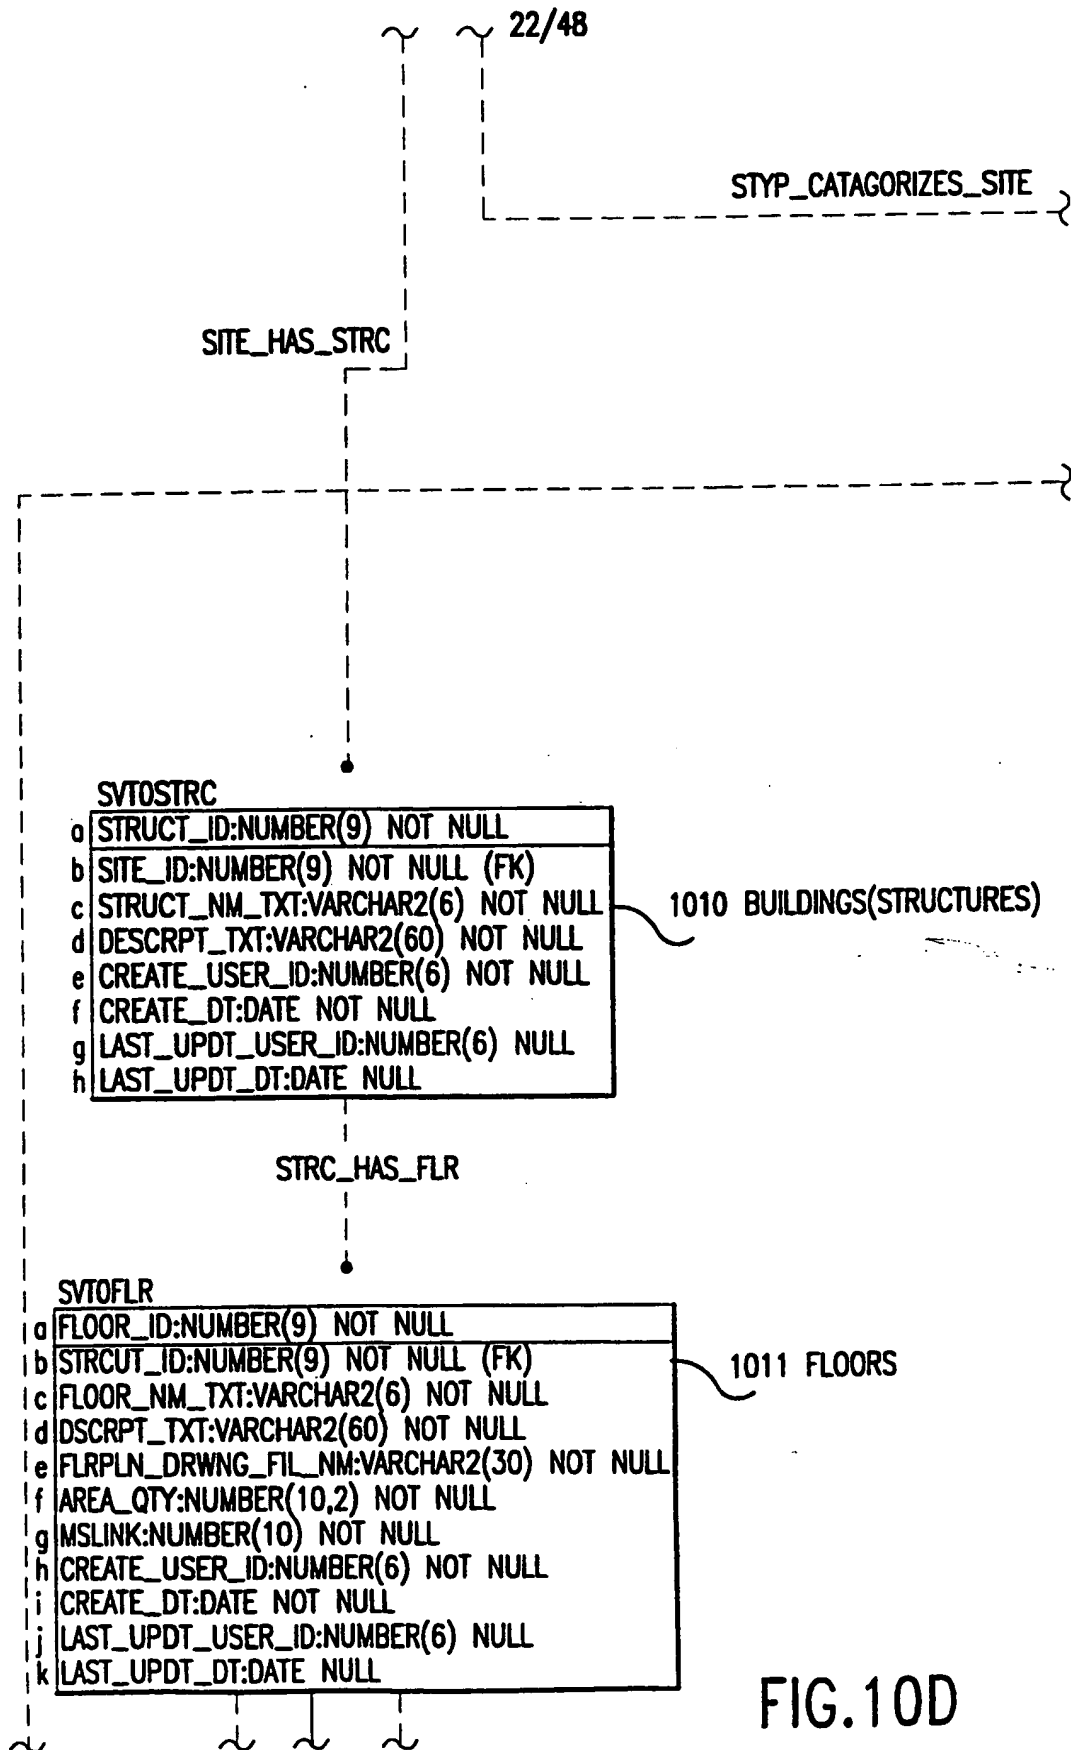 22/48
STYP_CATAGORIZES_SITE
SITE_HAS_STRC
SVTOSTRC
a STRUCT_ID:NUMBER(9) NOT NULL
b SITE_ID:NUMBER(9) NOT NULL (FK)
c STRUCT_NM_TXT:VARCHAR2(6) NOT NULL
d DESCRPT_TXT:VARCHAR2(60) NOT NULL
e CREATE_USER_ID:NUMBER(6) NOT NULL
f CREATE_DT:DATE NOT NULL
g LAST_UPDT_USER_ID:NUMBER(6) NULL
h LAST_UPDT_DT:DATE NULL
1010 BUILDINGS(STRUCTURES)
STRC_HAS_FLR
SVTOFLR
a FLOOR_ID:NUMBER(9) NOT NULL
b STRCUT_ID:NUMBER(9) NOT NULL (FK)
c FLOOR_NM_TXT:VARCHAR2(6) NOT NULL
d DSCRPT_TXT:VARCHAR2(60) NOT NULL
e FLRPLN_DRWNG_FIL_NM:VARCHAR2(30) NOT NULL
f AREA_QTY:NUMBER(10,2) NOT NULL
g MSLINK:NUMBER(10) NOT NULL
h CREATE_USER_ID:NUMBER(6) NOT NULL
i CREATE_DT:DATE NOT NULL
j LAST_UPDT_USER_ID:NUMBER(6) NULL
k LAST_UPDT_DT:DATE NULL
1011 FLOORS
FIG.10D